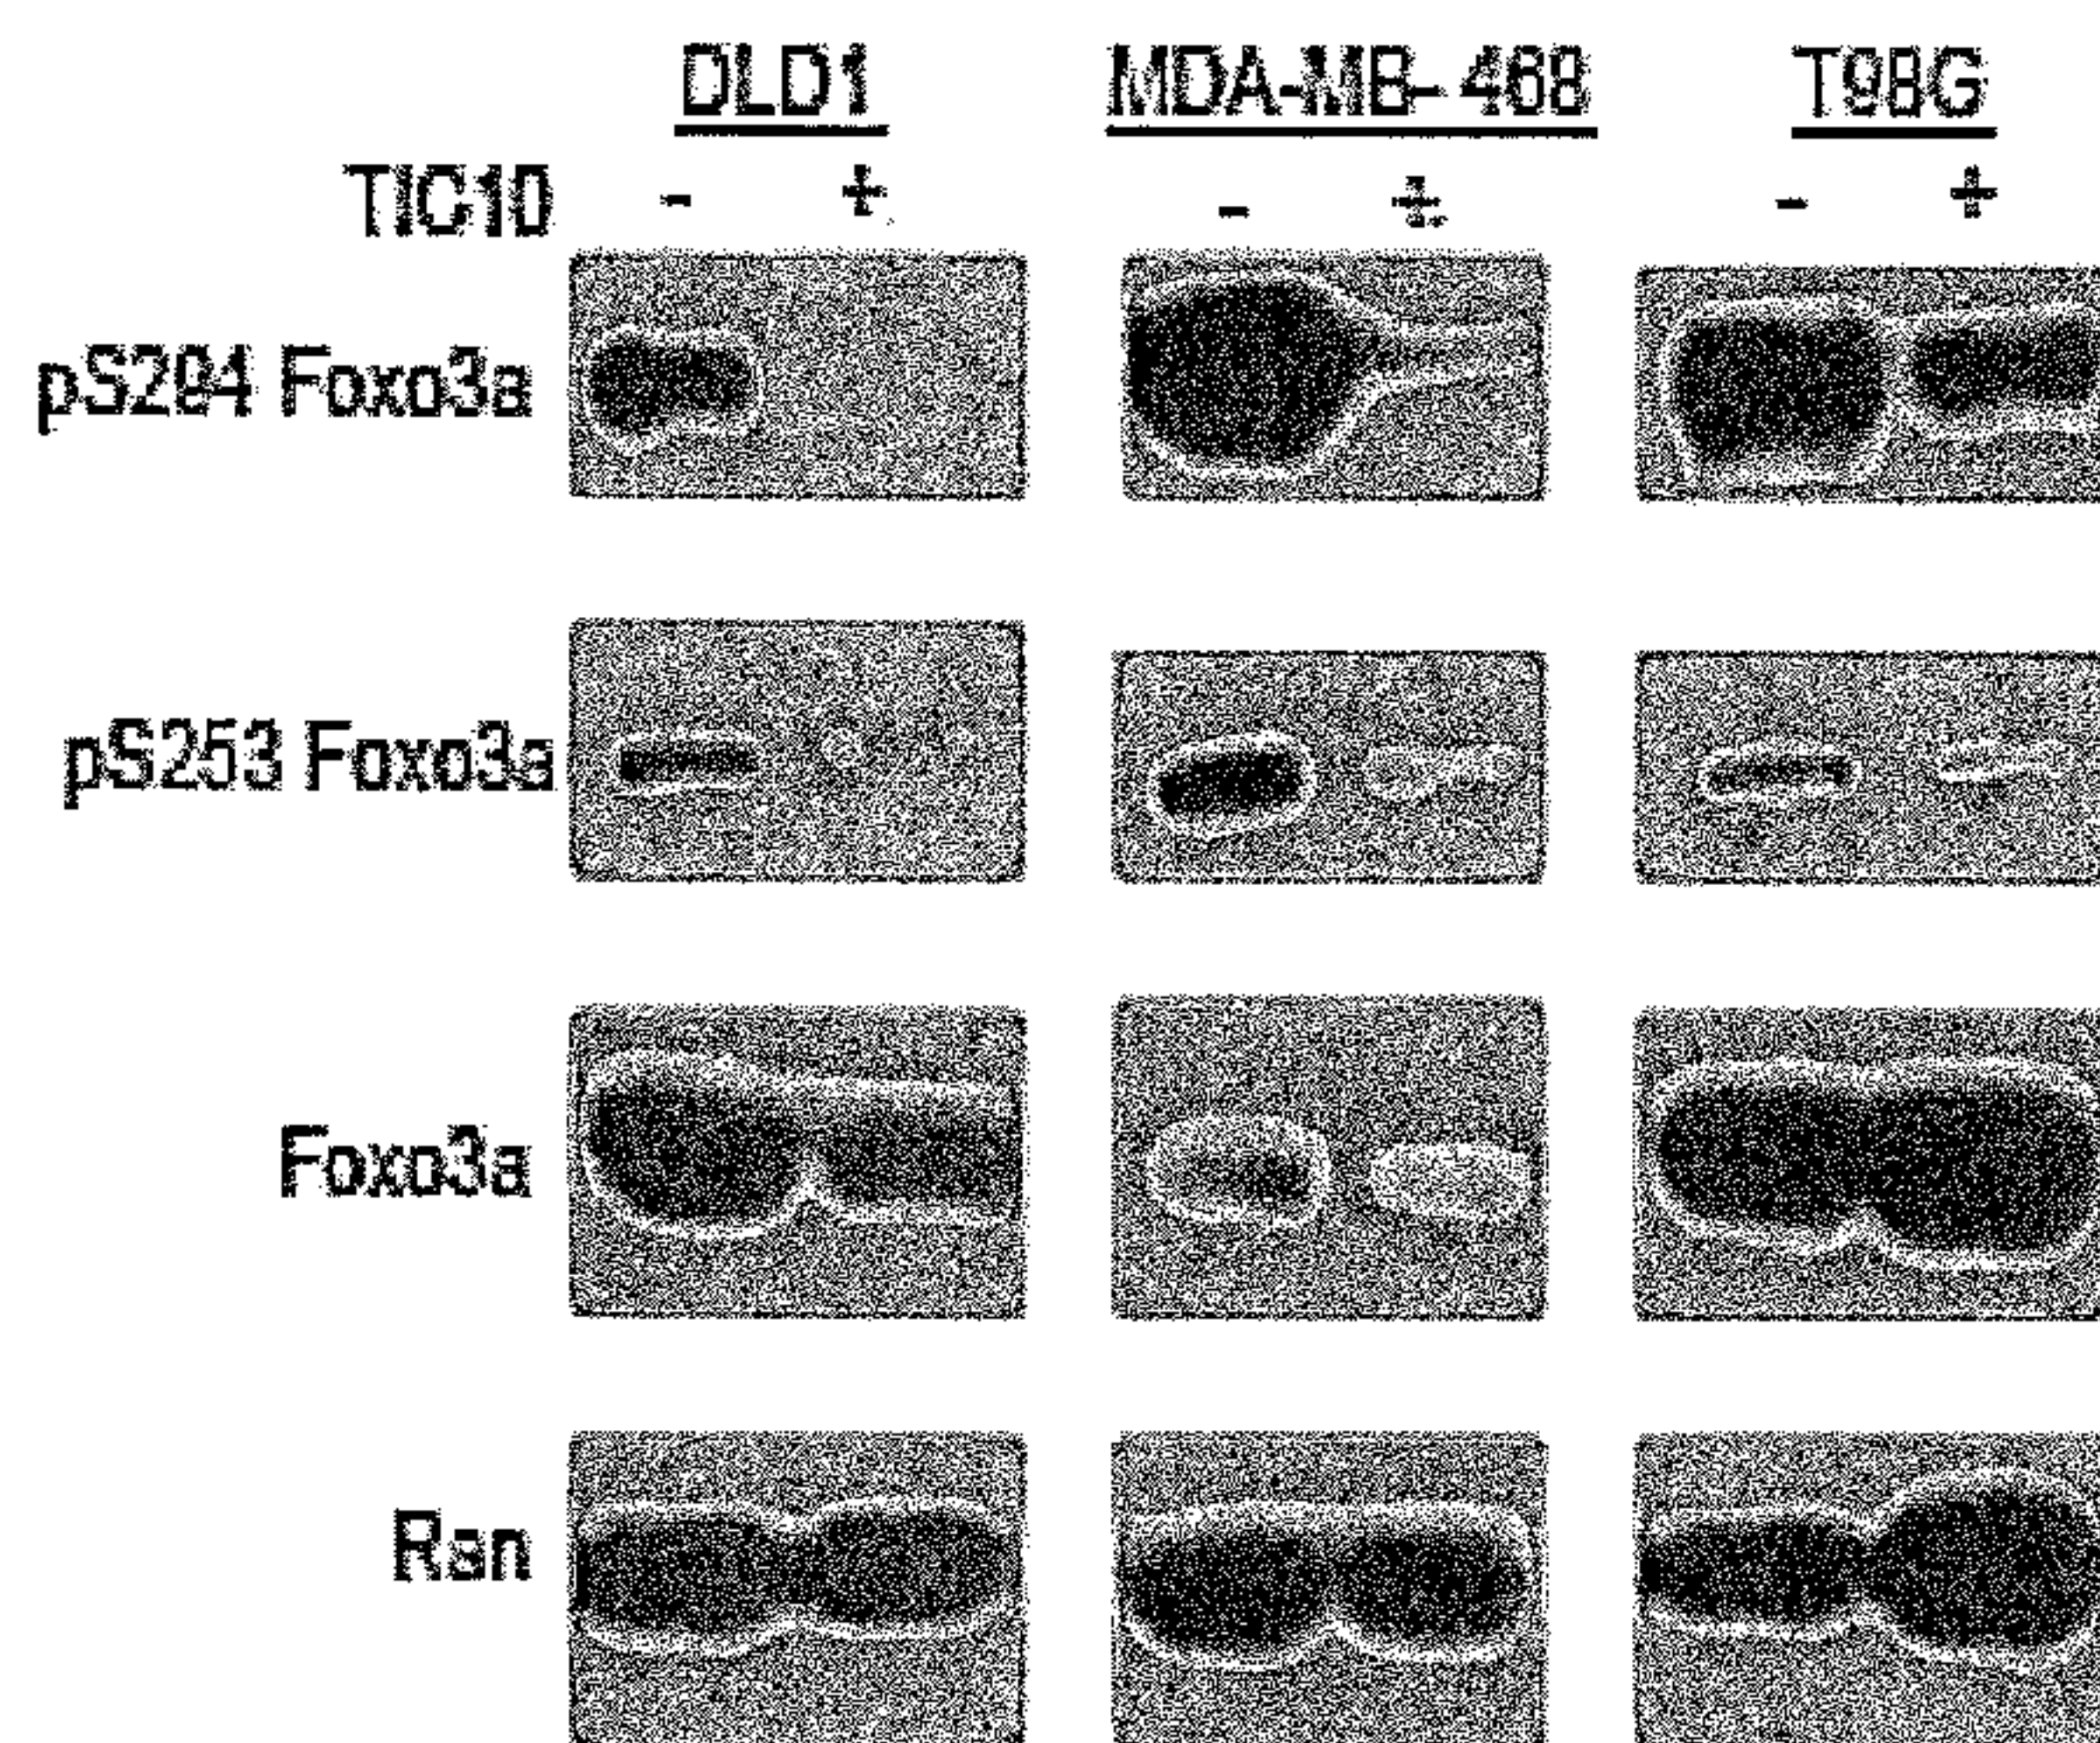 DLD1 MDA-MB-468 T98G
TIC10 - + - + - +
pS294 Foxo3a
pS253 Foxo3a
Foxo3a
Ran